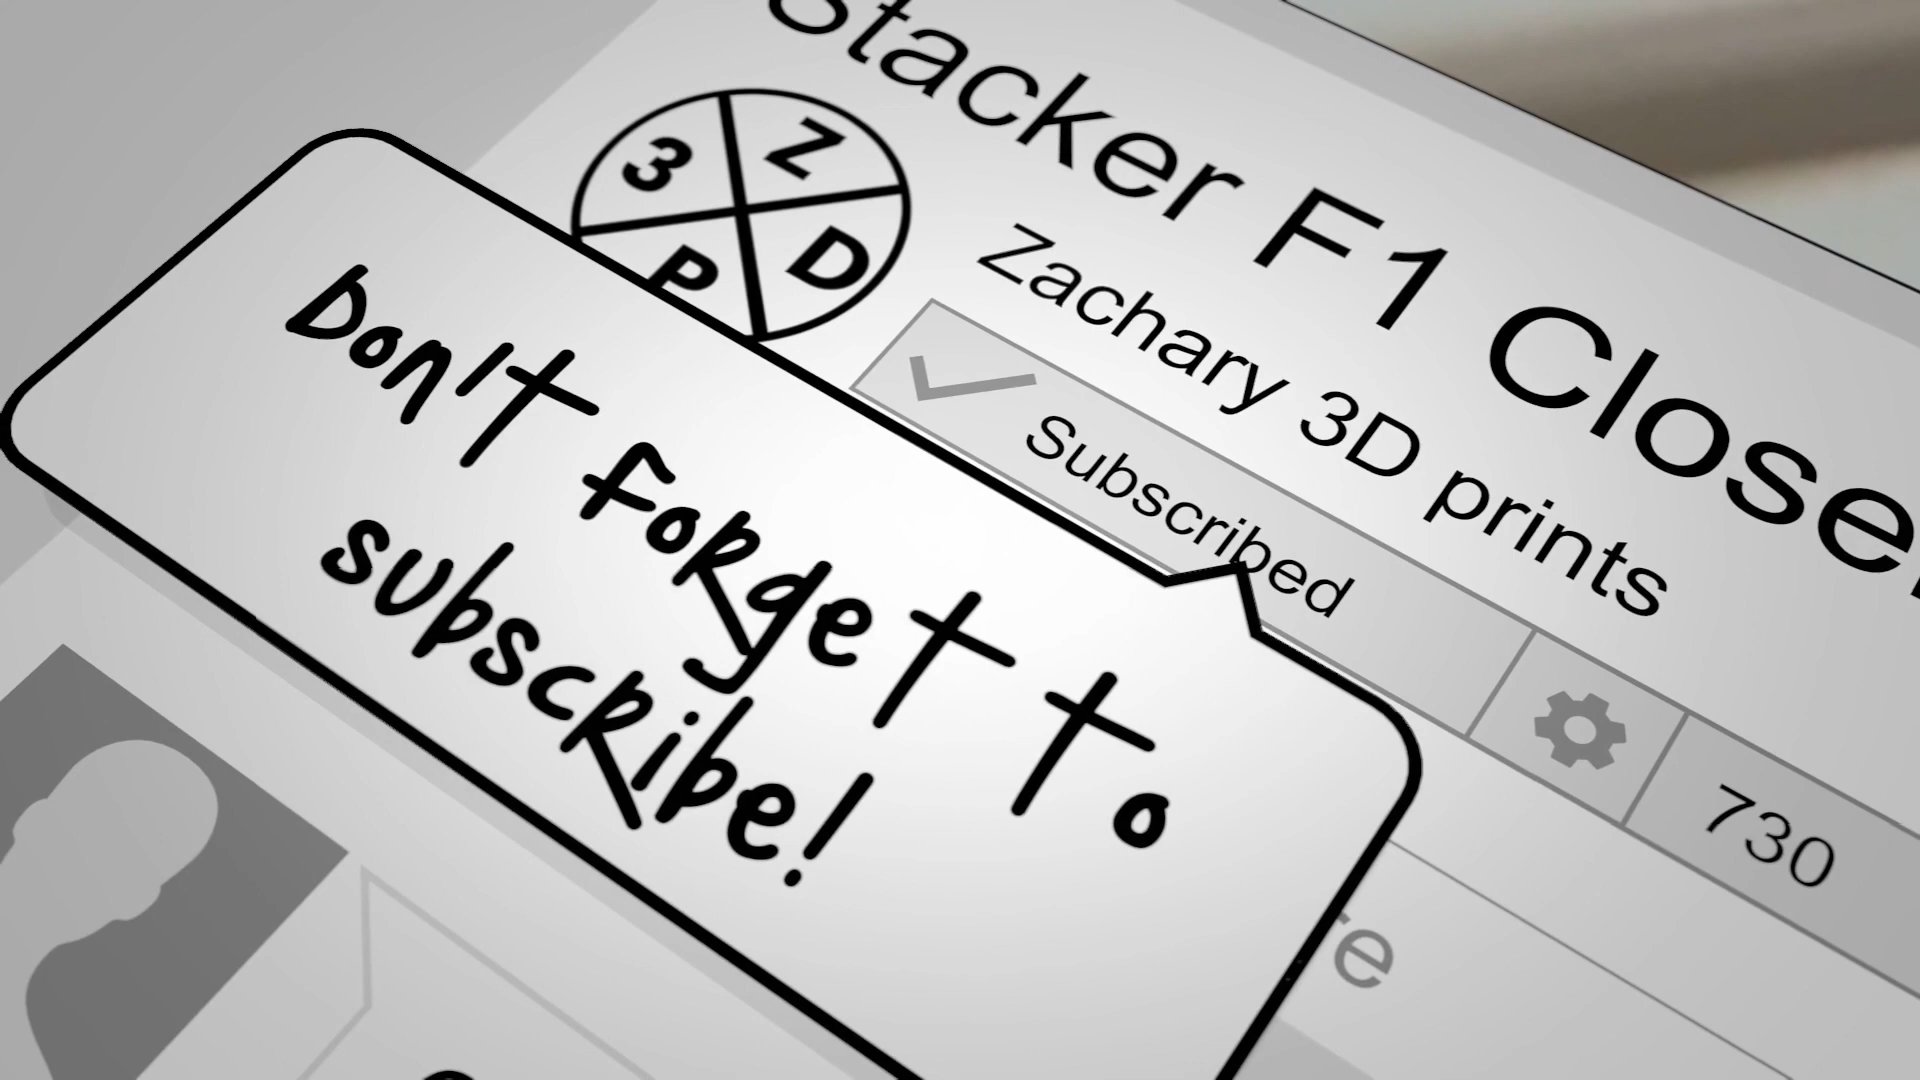 Stacker F1 Close
3 Z
P D
Zachary 3D prints
Subscribed
730
Don't forget to
subscribe!